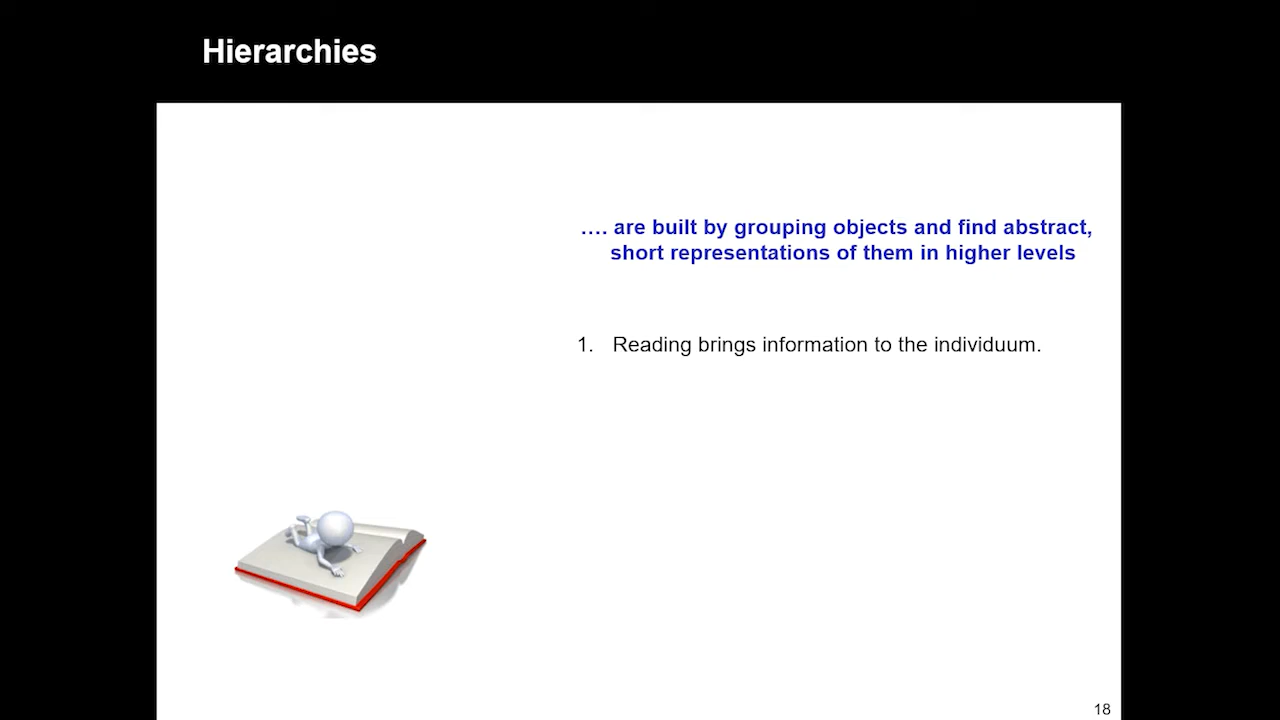 Hierarchies
.... are built by grouping objects and find abstract,
short representations of them in higher levels
1. Reading brings information to the individuum.
18